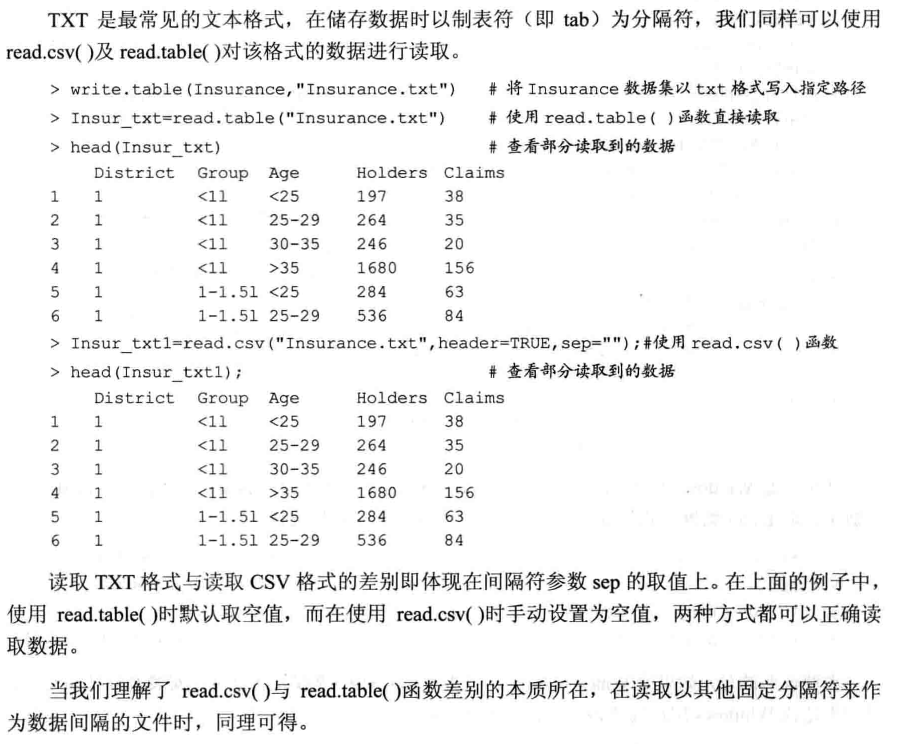 TXT 是最常见的文本格式，在储存数据时以制表符（即 tab）为分隔符，我们同样可以使用
read.csv( )及 read.table( )对该格式的数据进行读取。
> write.table(Insurance,"Insurance.txt")   # 将 Insurance 数据集以 txt 格式写入指定路径
> Insur_txt=read.table("Insurance.txt")   # 使用 read.table( )函数直接读取
> head(Insur_txt)   # 查看部分读取到的数据
District Group Age Holders Claims
1 1 <1l <25 197 38
2 1 <1l 25-29 264 35
3 1 <1l 30-35 246 20
4 1 <1l >35 1680 156
5 1 1-1.5l <25 284 63
6 1 1-1.5l 25-29 536 84
> Insur_txt1=read.csv("Insurance.txt",header=TRUE,sep="");#使用 read.csv( )函数
> head(Insur_txt1);   # 查看部分读取到的数据
District Group Age Holders Claims
1 1 <1l <25 197 38
2 1 <1l 25-29 264 35
3 1 <1l 30-35 246 20
4 1 <1l >35 1680 156
5 1 1-1.5l <25 284 63
6 1 1-1.5l 25-29 536 84
读取 TXT 格式与读取 CSV 格式的差别即体现在间隔符参数 sep 的取值上。在上面的例子中，
使用 read.table( )时默认取空值，而在使用 read.csv( )时手动设置为空值，两种方式都可以正确读
取数据。
当我们理解了 read.csv( )与 read.table( )函数差别的本质所在，在读取以其他固定分隔符来作
为数据间隔的文件时，同理可得。